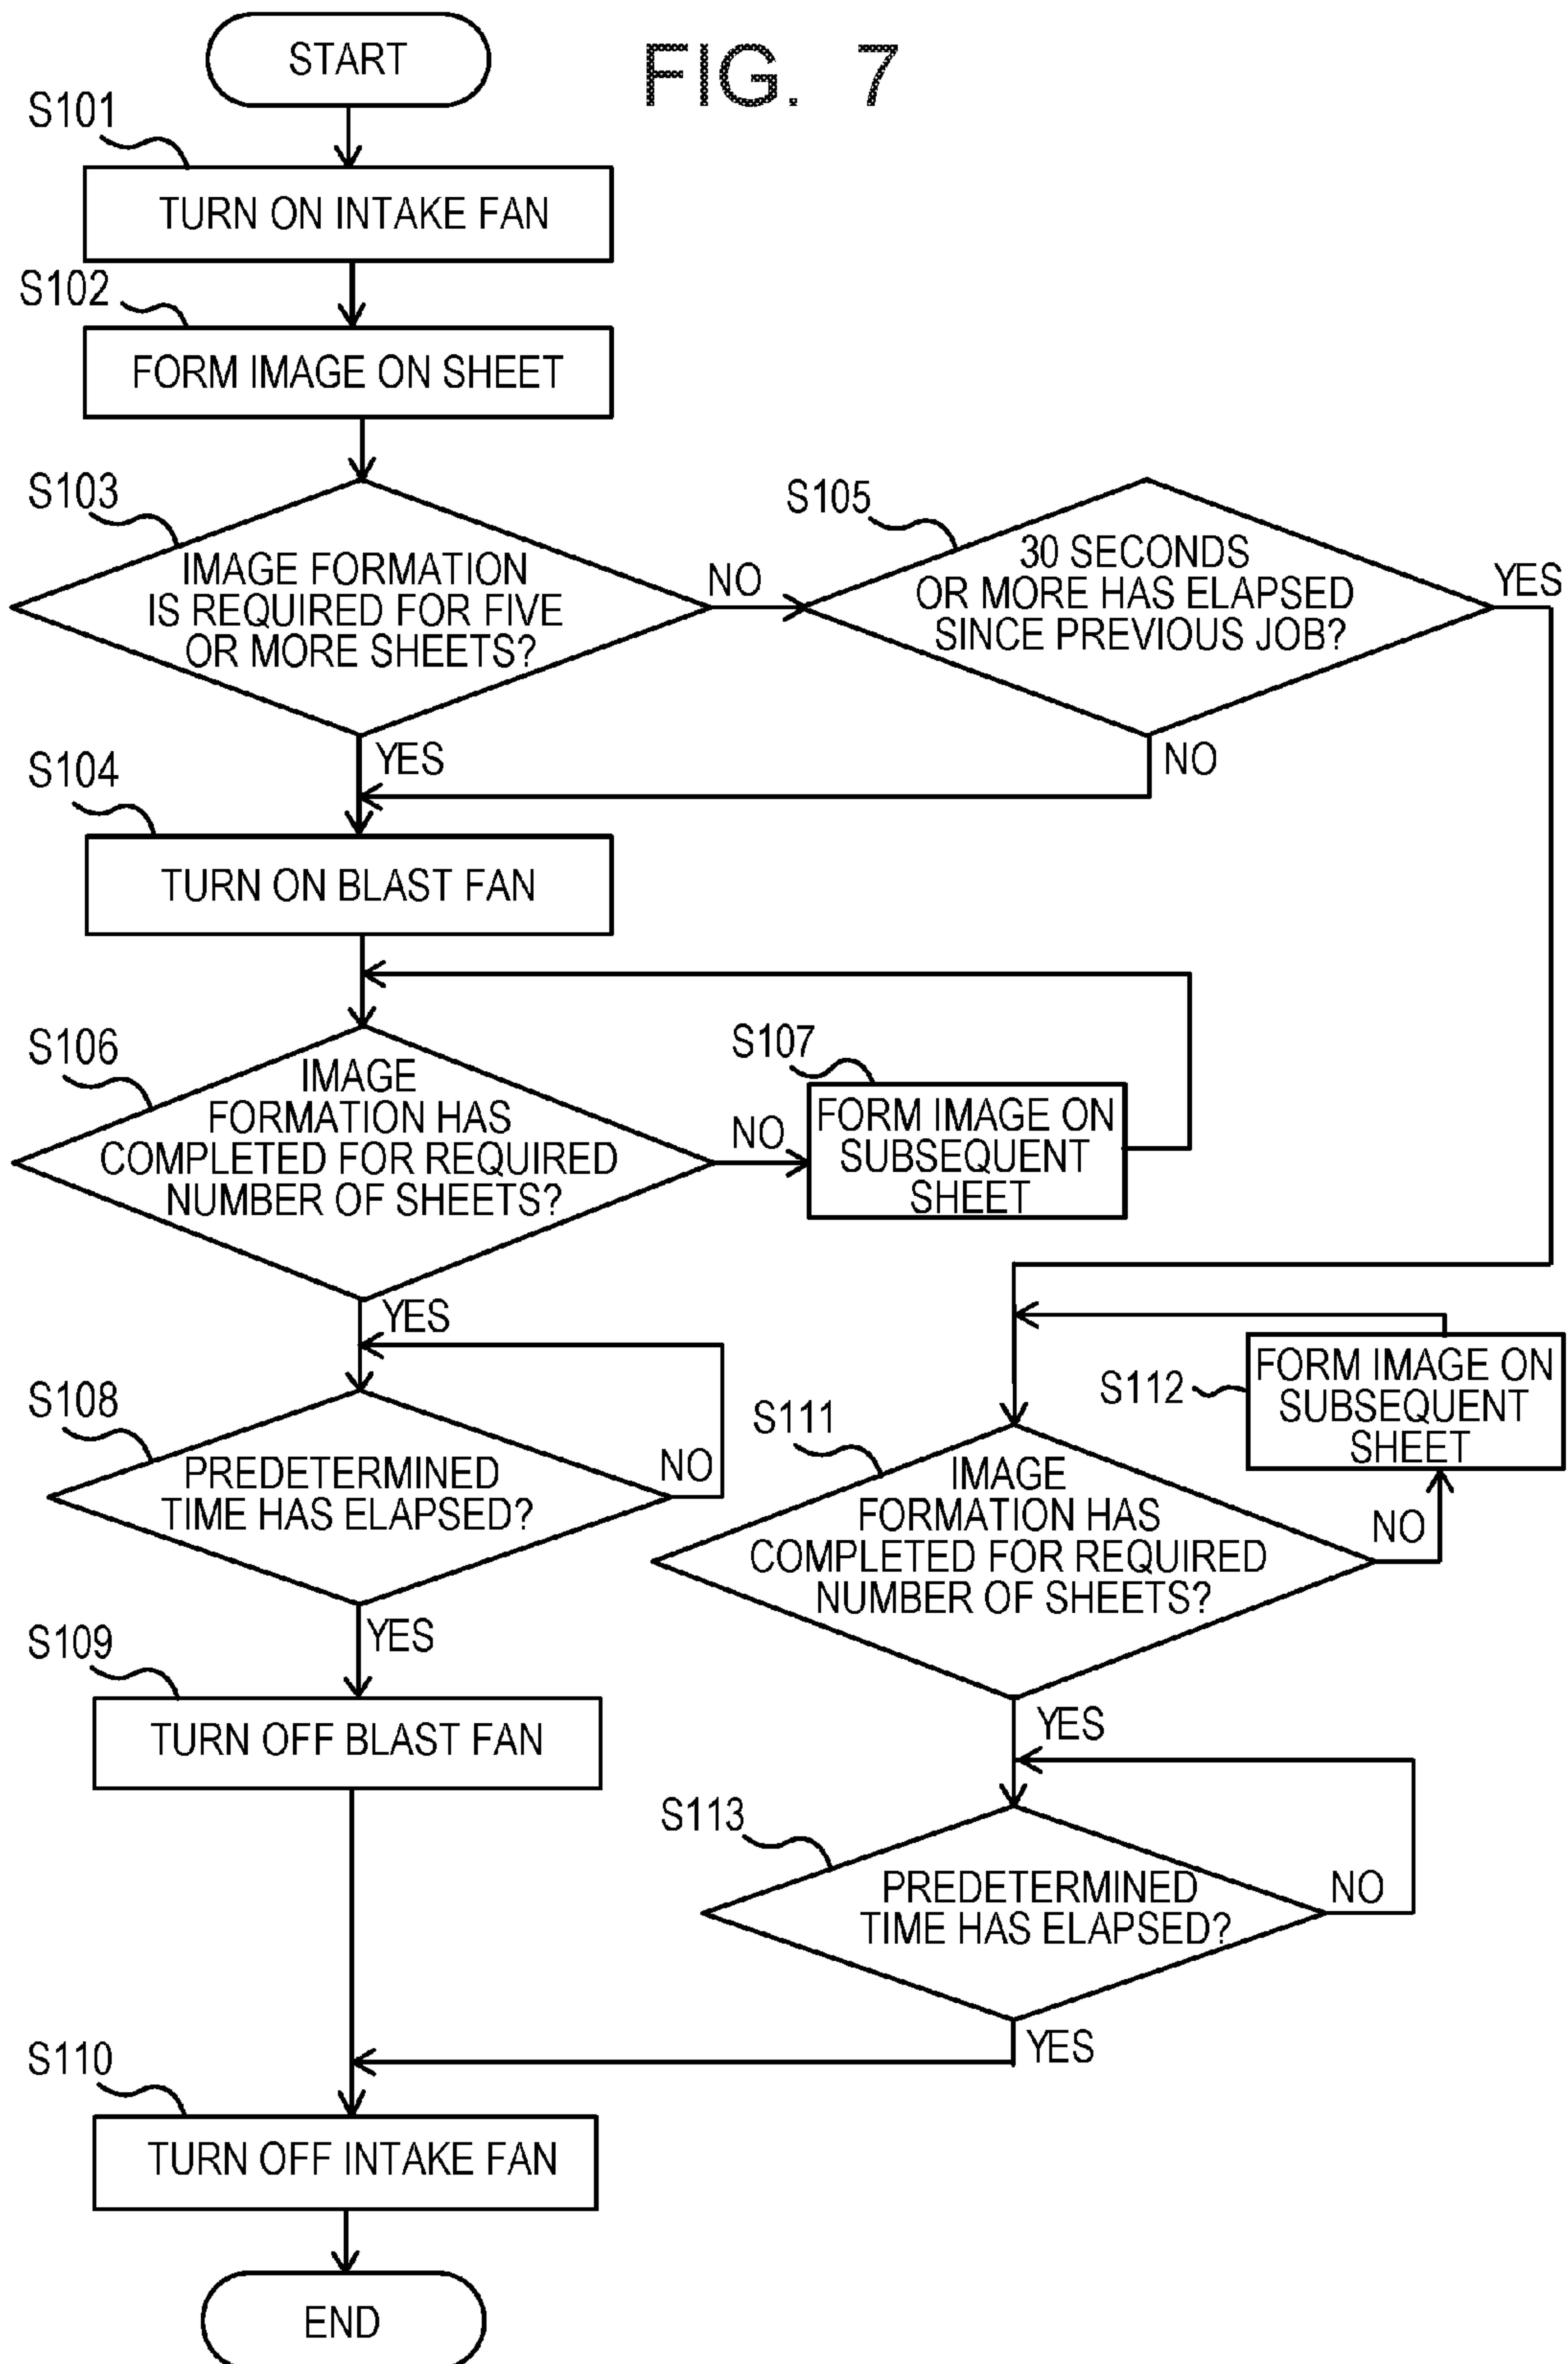 FIG. 7
START
S101
TURN ON INTAKE FAN
S102
FORM IMAGE ON SHEET
S103
IMAGE FORMATION
IS REQUIRED FOR FIVE
OR MORE SHEETS?
NO
YES
S105
30 SECONDS
OR MORE HAS ELAPSED
SINCE PREVIOUS JOB?
YES
NO
S104
TURN ON BLAST FAN
S106
IMAGE
FORMATION HAS
COMPLETED FOR REQUIRED
NUMBER OF SHEETS?
NO
YES
S107
FORM IMAGE ON
SUBSEQUENT
SHEET
S108
PREDETERMINED
TIME HAS ELAPSED?
NO
YES
S109
TURN OFF BLAST FAN
S111
IMAGE
FORMATION HAS
COMPLETED FOR REQUIRED
NUMBER OF SHEETS?
NO
YES
S112
FORM IMAGE ON
SUBSEQUENT
SHEET
S113
PREDETERMINED
TIME HAS ELAPSED?
NO
YES
S110
TURN OFF INTAKE FAN
END